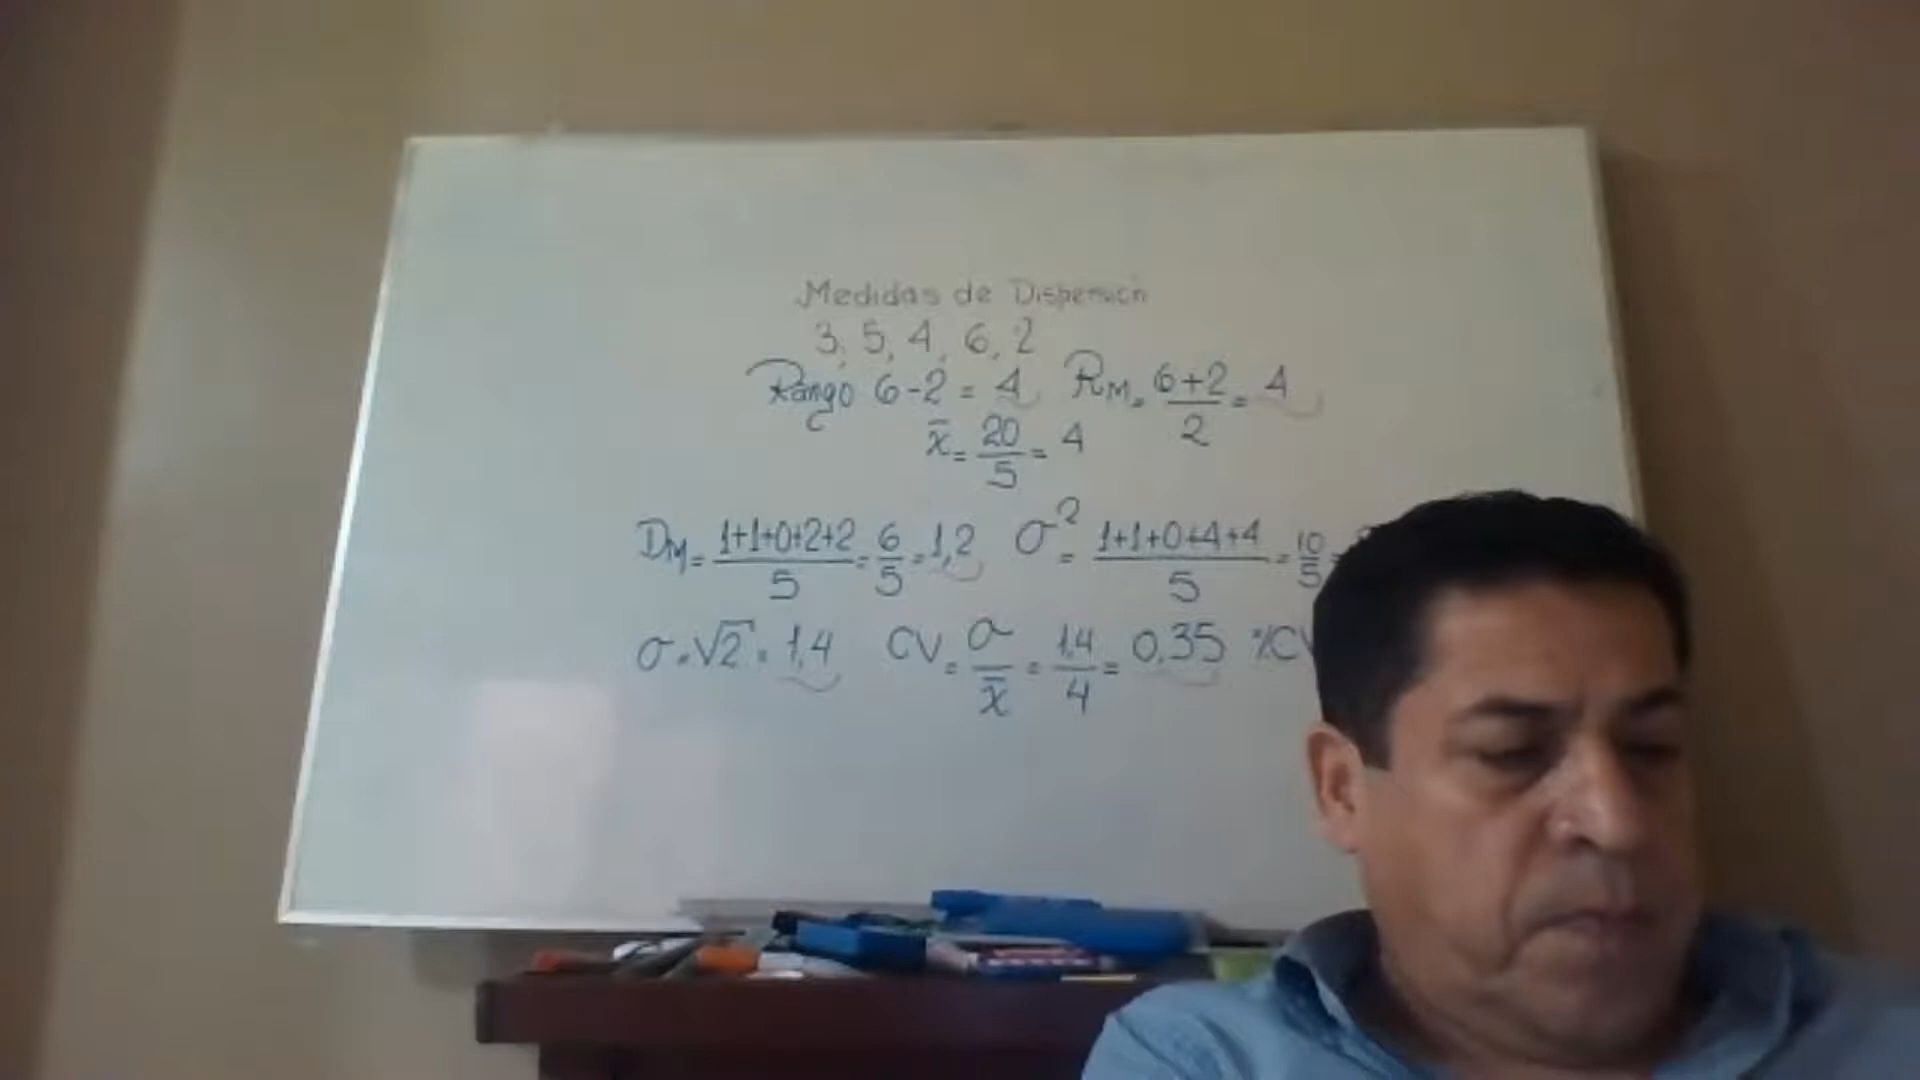 Medidas de Dispersión
3, 5, 4, 6, 2
Rango 6-2 = 4 RM = 6+2/2 = 4
x̄ = 20/5 = 4
DM = 1+1+0+2+2/5 = 6/5 = 1,2 σ² = 1+1+0+4+4/5 = 10/5 =
σ = √2 = 1,4 CV = σ/x̄ = 1,4/4 = 0,35 %CV